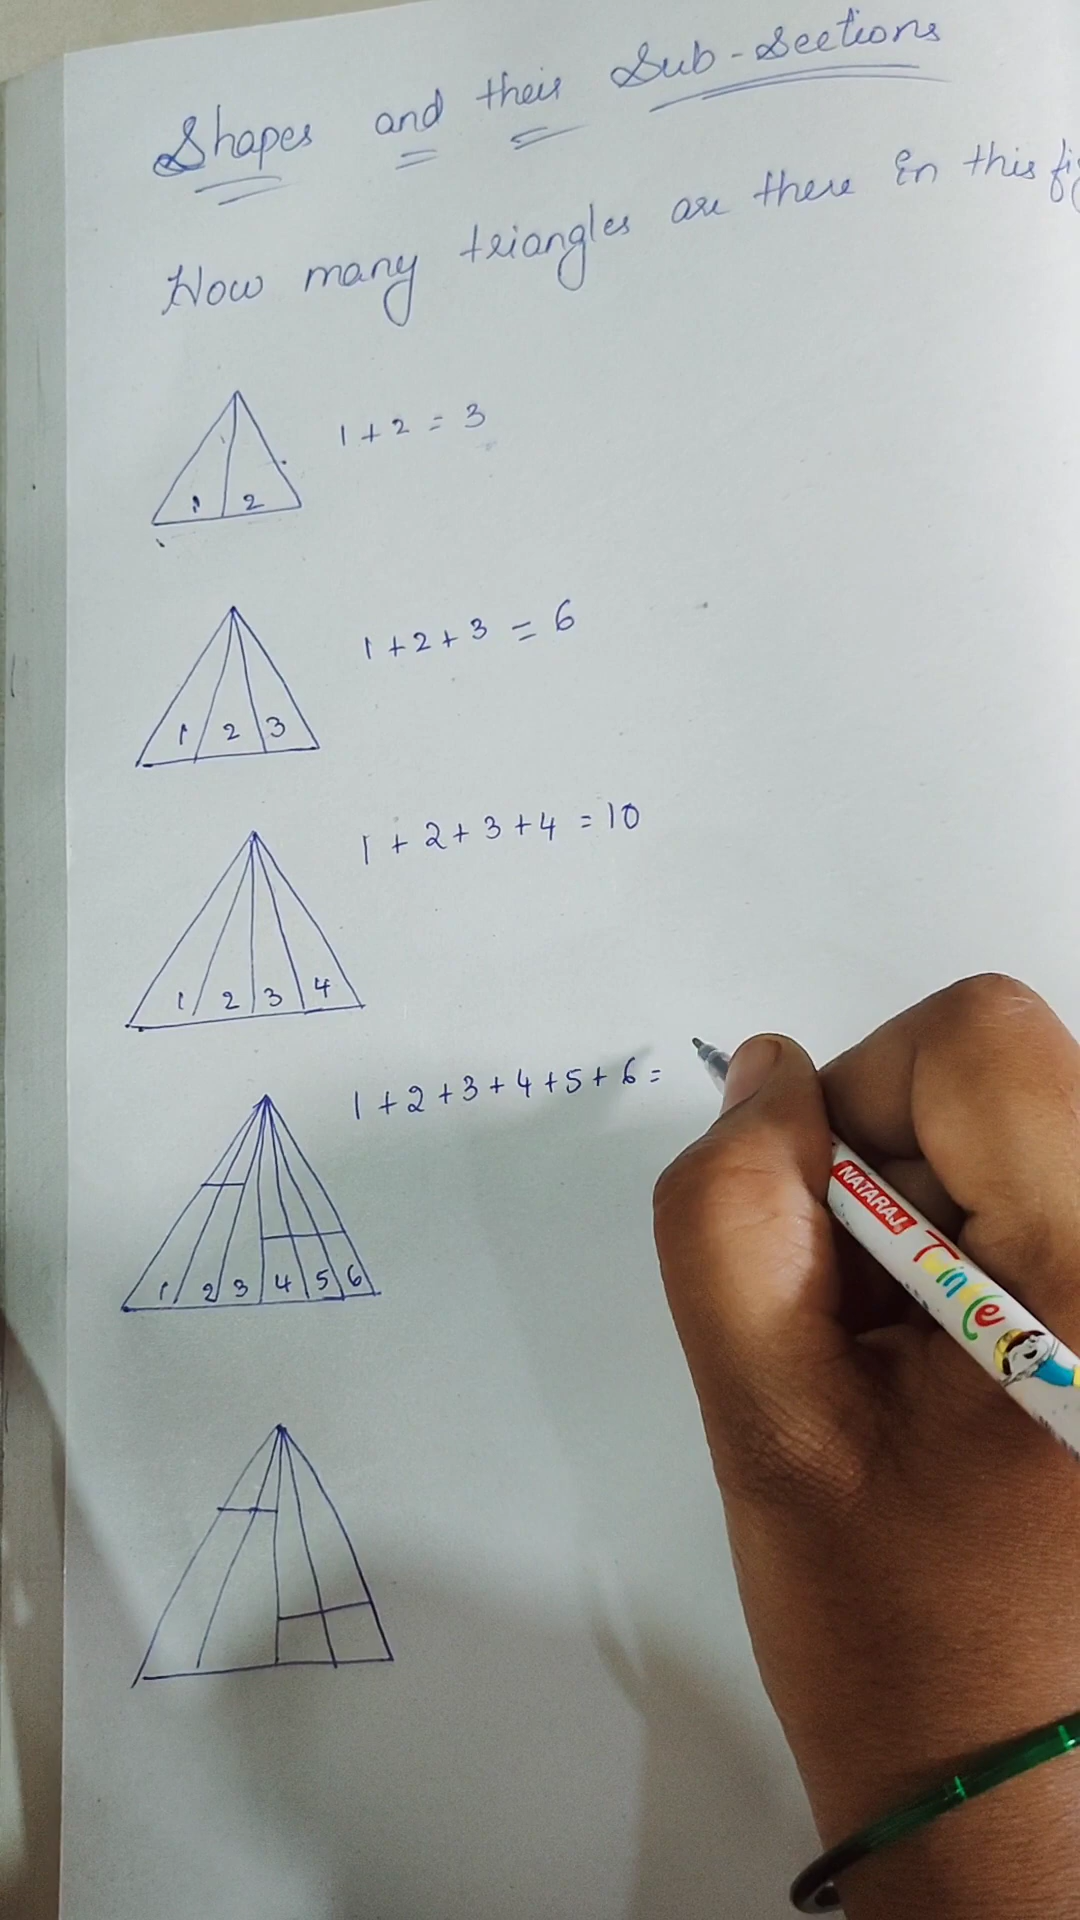 Shapes and their Sub-Sections
How many triangles are there in this fig
1 + 2 = 3
1 2
1 + 2 + 3 = 6
1 2 3
1 + 2 + 3 + 4 = 10
1 2 3 4
1 + 2 + 3 + 4 + 5 + 6 =
1 2 3 4 5 6
NATARAJ
Twinkle